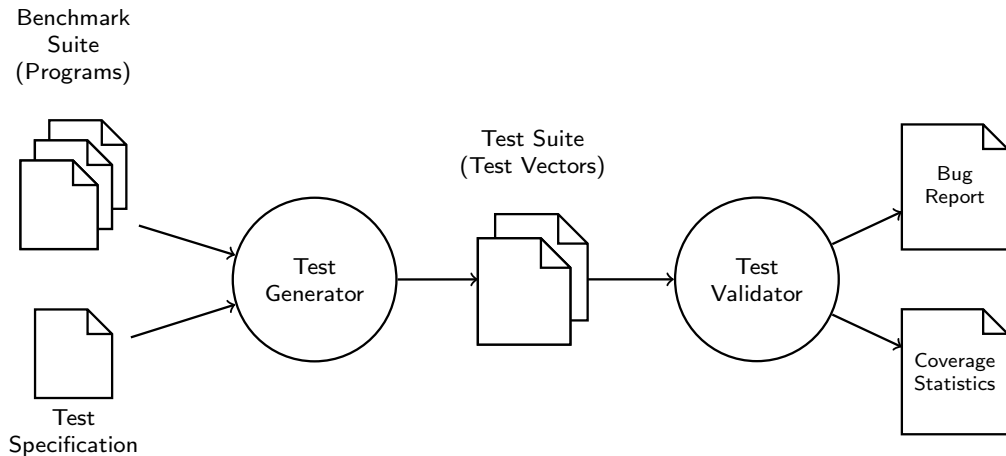 Benchmark
Suite
(Programs)
Test
Specification
Test
Generator
Test Suite
(Test Vectors)
Test
Validator
Bug
Report
Coverage
Statistics